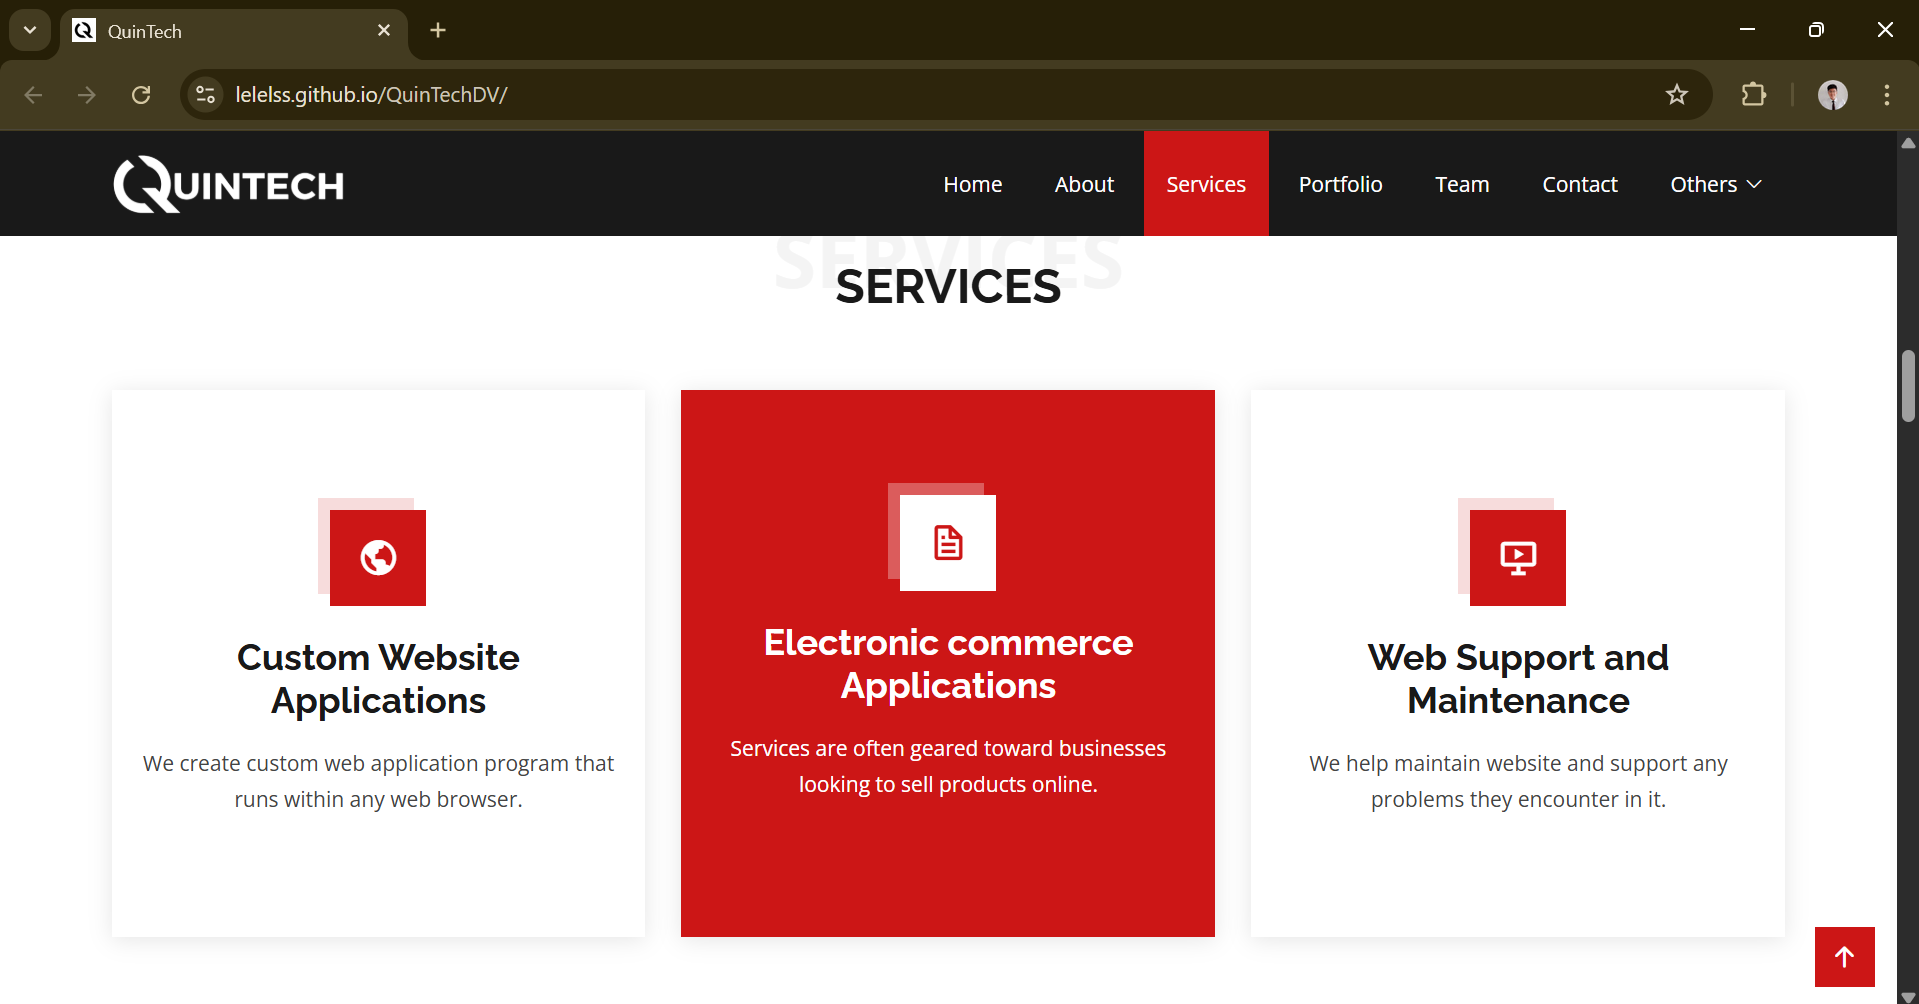 QuinTech
lelelss.github.io/QuinTechDV/
QUINTECH
Home About Services Portfolio Team Contact Others
SERVICES
SERVICES
Custom Website
Applications
We create custom web application program that
runs within any web browser.
Electronic commerce
Applications
Services are often geared toward businesses
looking to sell products online.
Web Support and
Maintenance
We help maintain website and support any
problems they encounter in it.